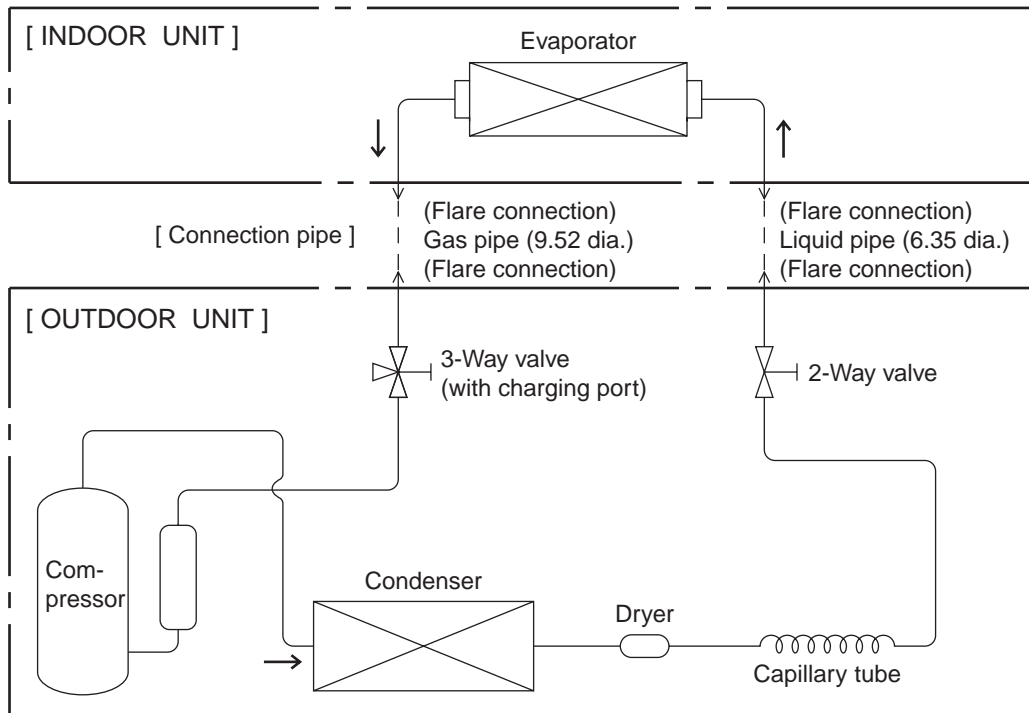 [ INDOOR UNIT ]
Evaporator
[ Connection pipe ]
(Flare connection)
Gas pipe (9.52 dia.)
(Flare connection)
(Flare connection)
Liquid pipe (6.35 dia.)
(Flare connection)
[ OUTDOOR UNIT ]
3-Way valve
(with charging port)
2-Way valve
Com-
pressor
Condenser
Dryer
Capillary tube